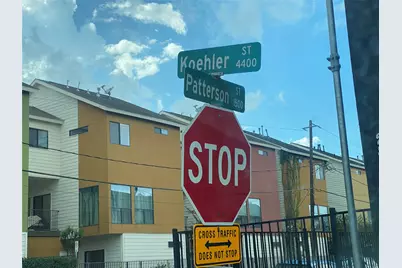 Koehler ST
4400
Patterson ST
STOP
CROSS TRAFFIC
DOES NOT STOP